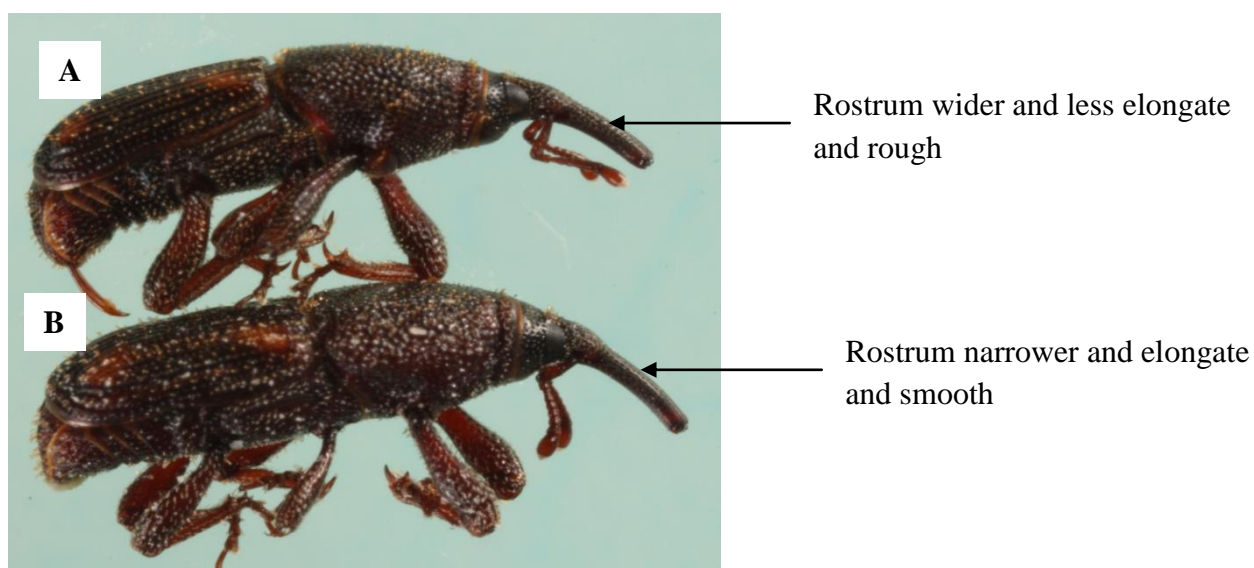 A
Rostrum wider and less elongate
and rough
B
Rostrum narrower and elongate
and smooth